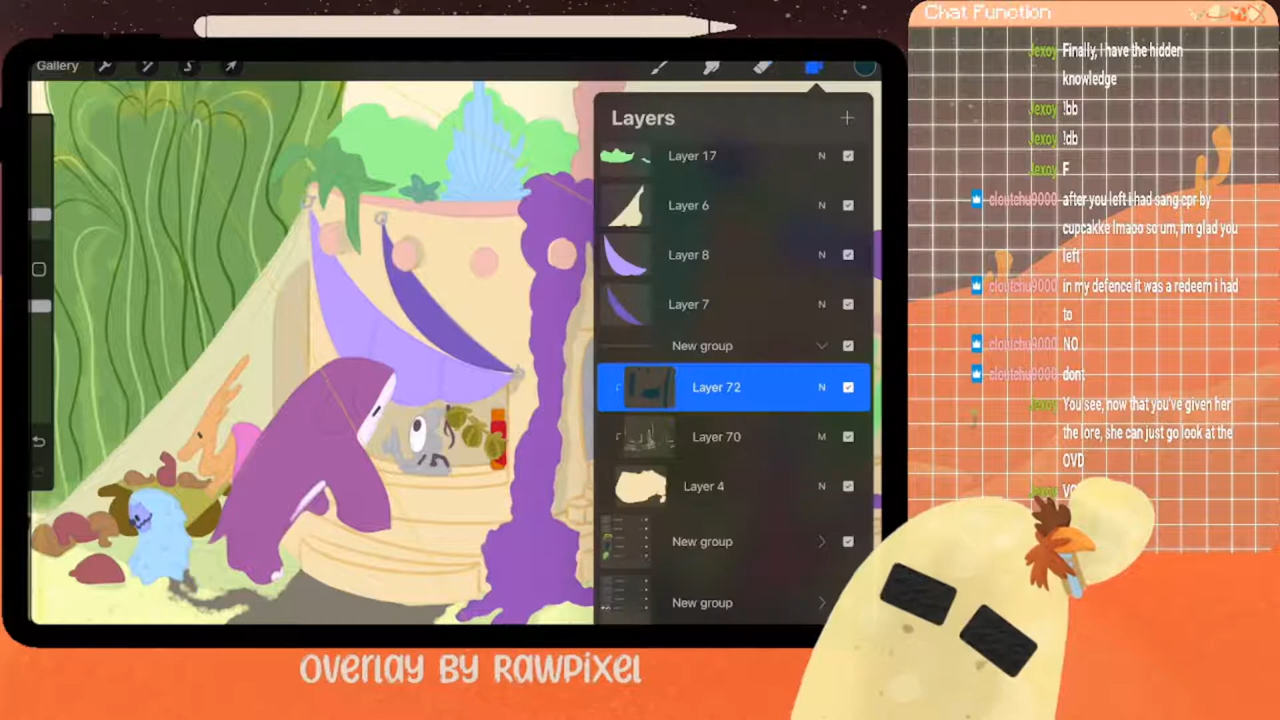 Chat Function
Gallery
Layers
Layer 17 N
Layer 6 N
Layer 8 N
Layer 7 N
New group
Layer 72 N
Layer 70 M
Layer 4 N
New group
New group
Jexoy Finally, I have the hidden
knowledge
Jexoy !bb
Jexoy !db
Jexoy F
cloutchu9000 after you left i had sang cpr by
cupcakke lmaoo so um, im glad you
left
cloutchu9000 in my defence it was a redeem i had
to
cloutchu9000 NO
cloutchu9000 dont
Jexoy You see, now that you've given her
the lore, she can just go look at the
OVD
Jexoy
Overlay by Rawpixel